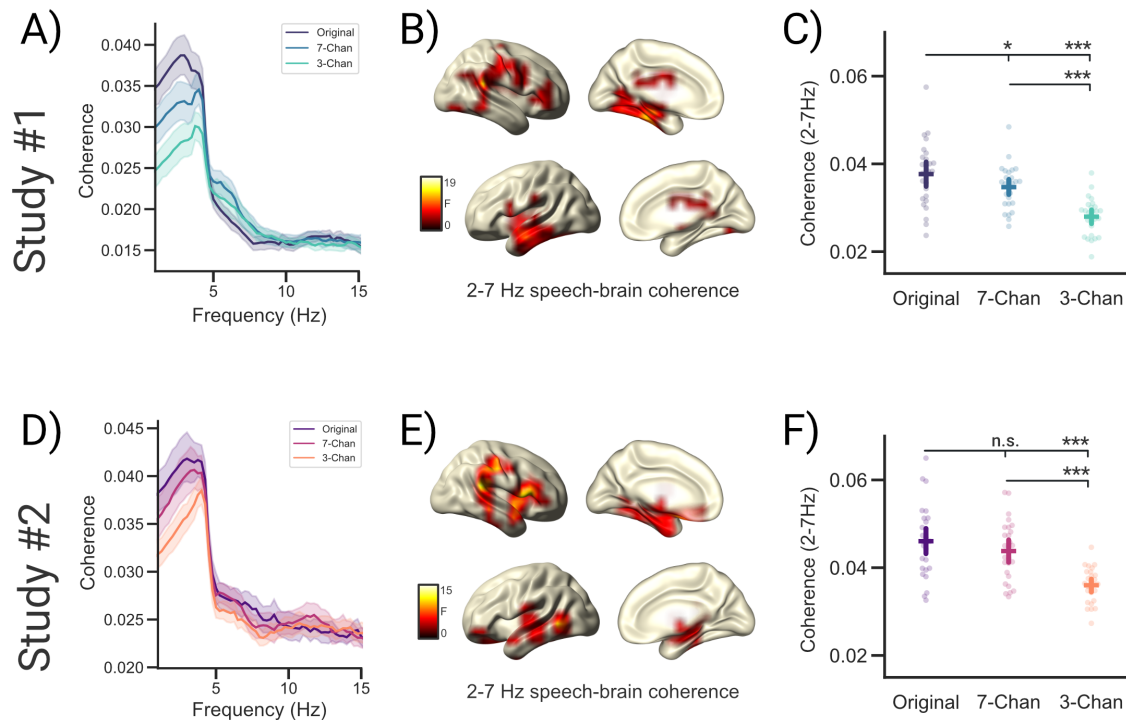 Study #1
A)
0.040
0.035
0.030
0.025
0.020
0.015
Coherence
Original
7-Chan
3-Chan
5
10
15
Frequency (Hz)
B)
19
F
0
2-7 Hz speech-brain coherence
C)
*
***
***
0.06
0.04
0.02
Coherence (2-7Hz)
Original
7-Chan
3-Chan
Study #2
D)
0.045
0.040
0.035
0.030
0.025
0.020
Coherence
Original
7-Chan
3-Chan
5
10
15
Frequency (Hz)
E)
15
F
0
2-7 Hz speech-brain coherence
F)
n.s.
***
***
0.06
0.04
0.02
Coherence (2-7Hz)
Original
7-Chan
3-Chan